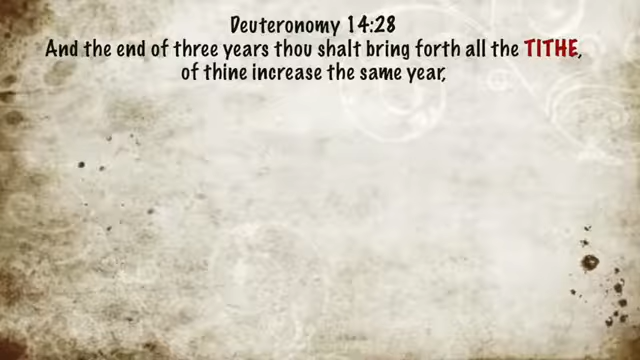 Deuteronomy 14:28
And the end of three years thou shalt bring forth all the TITHE,
of thine increase the same year,